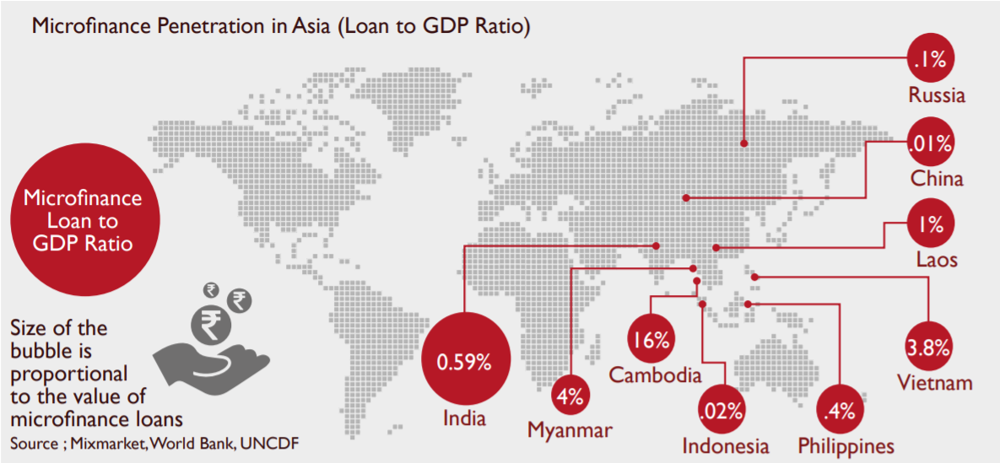 Microfinance Penetration in Asia (Loan to GDP Ratio)
Microfinance
Loan to
GDP Ratio
Size of the
bubble is
proportional
to the value of
microfinance loans
Source ; Mixmarket, World Bank, UNCDF
₹
₹
₹
.1%
Russia
.01%
China
1%
Laos
3.8%
Vietnam
0.59%
India
4%
Myanmar
16%
Cambodia
.02%
Indonesia
.4%
Philippines